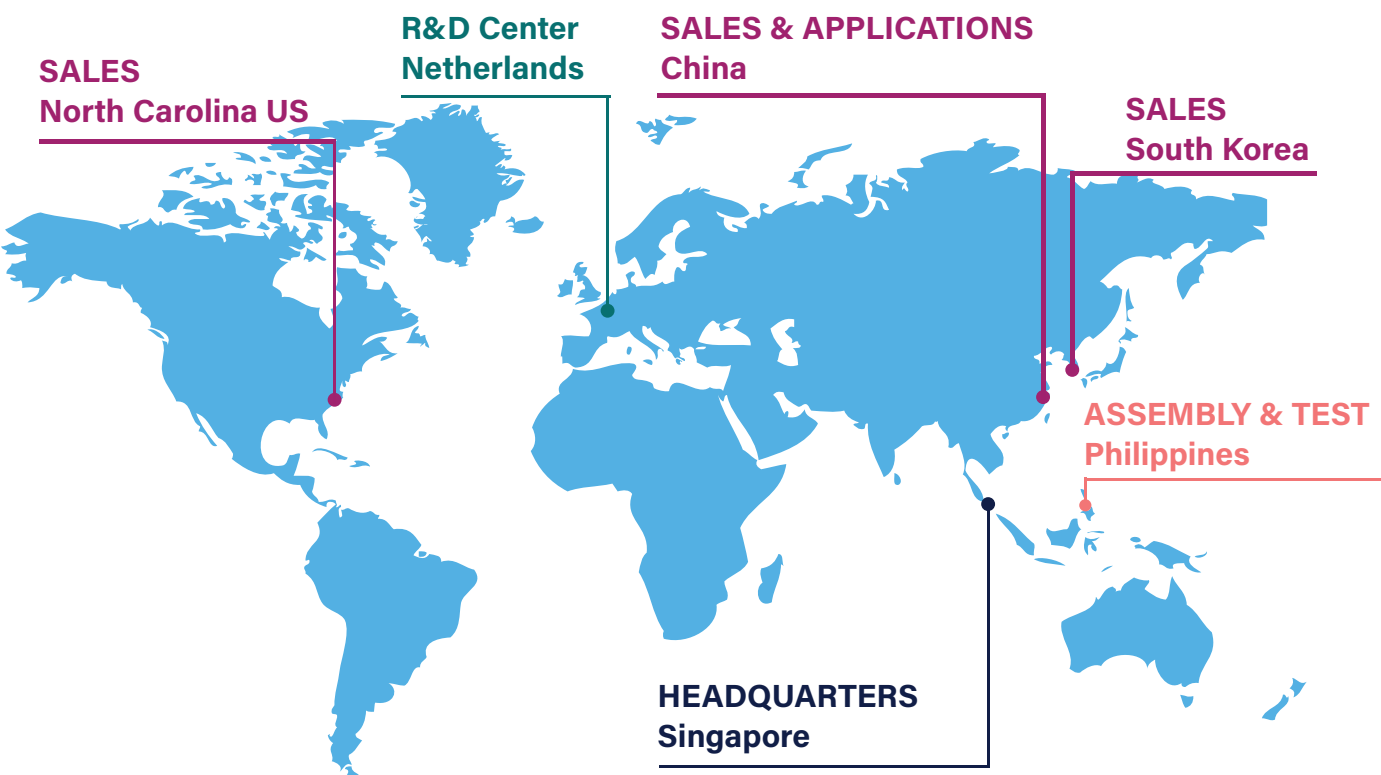 SALES
North Carolina US
R&D Center
Netherlands
SALES & APPLICATIONS
China
SALES
South Korea
ASSEMBLY & TEST
Philippines
HEADQUARTERS
Singapore